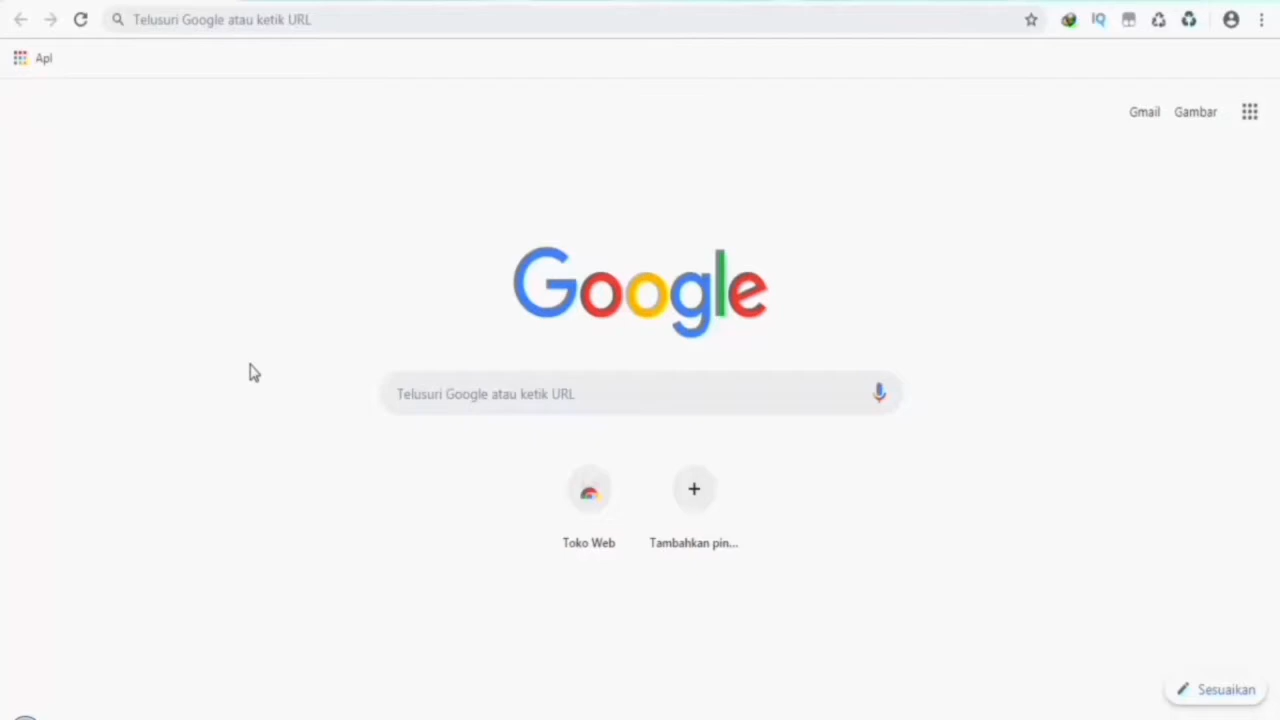 Telusuri Google atau ketik URL
IQ
Apl
Gmail Gambar
Google
Telusuri Google atau ketik URL
Toko Web
Tambahkan pin...
Sesuaikan